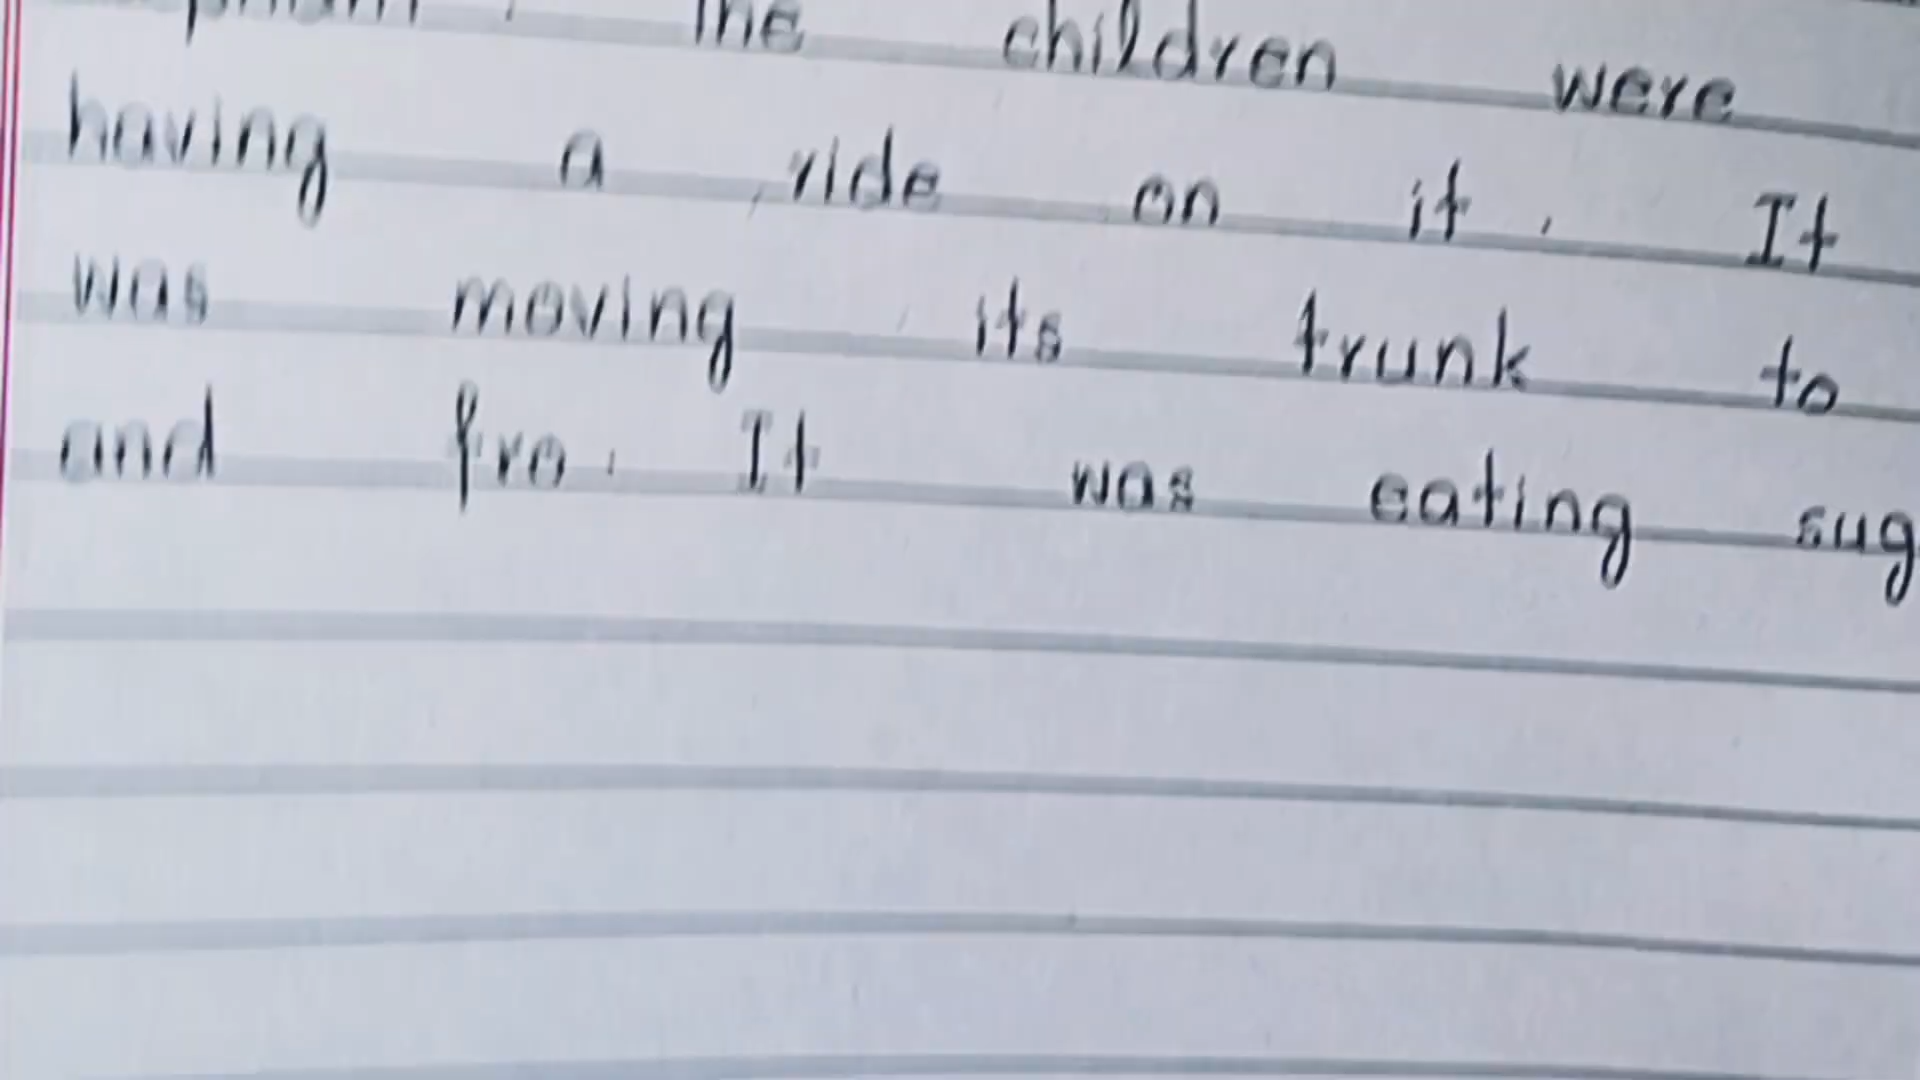 The children were
having a ride on it. It
was moving its trunk to
and fro. It was eating sug